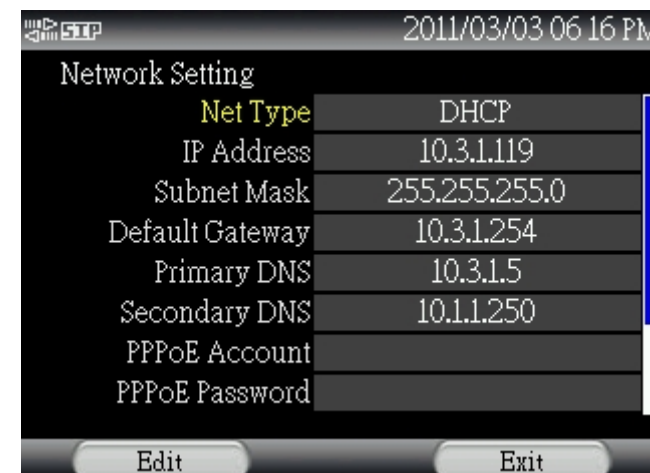 SIP 2011/03/03 06 16 PM
Network Setting
Net Type DHCP
IP Address 10.3.1.119
Subnet Mask 255.255.255.0
Default Gateway 10.3.1.254
Primary DNS 10.3.1.5
Secondary DNS 10.1.1.250
PPPoE Account
PPPoE Password
Edit Exit